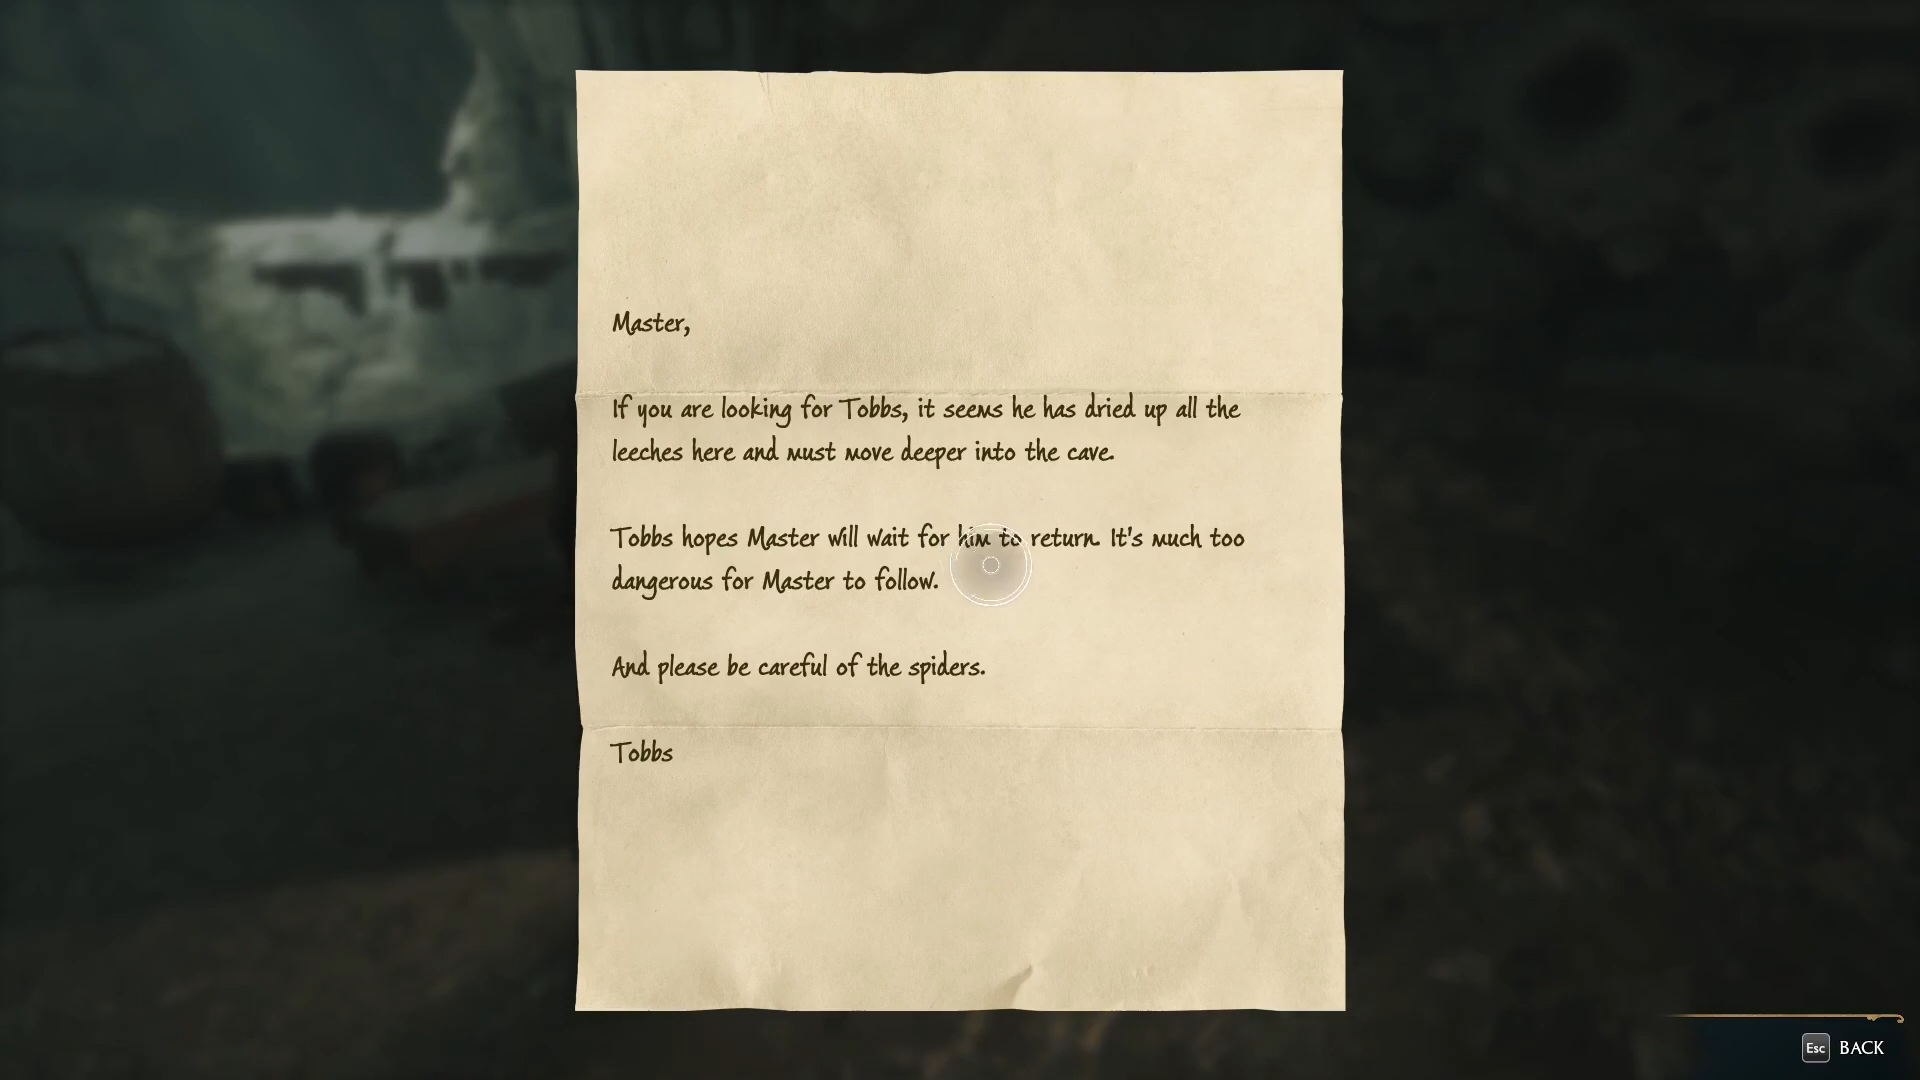 Master,
If you are looking for Tobbs, it seems he has dried up all the
leeches here and must move deeper into the cave.
Tobbs hopes Master will wait for him to return. It's much too
dangerous for Master to follow.
And please be careful of the spiders.
Tobbs
Esc BACK